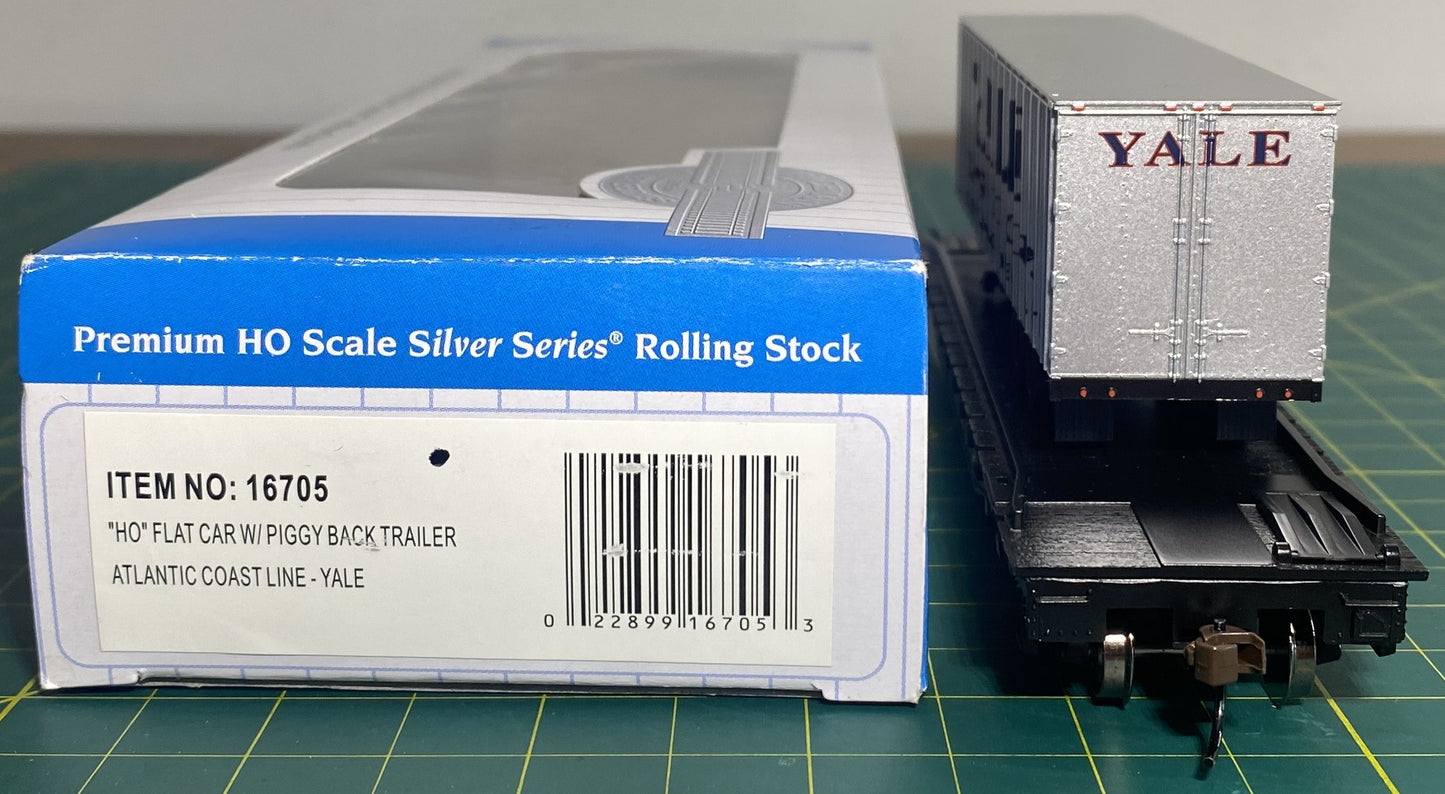 Premium HO Scale Silver Series® Rolling Stock
ITEM NO: 16705
"HO" FLAT CAR W/ PIGGY BACK TRAILER
ATLANTIC COAST LINE - YALE
0 22899 16705 3
YALE